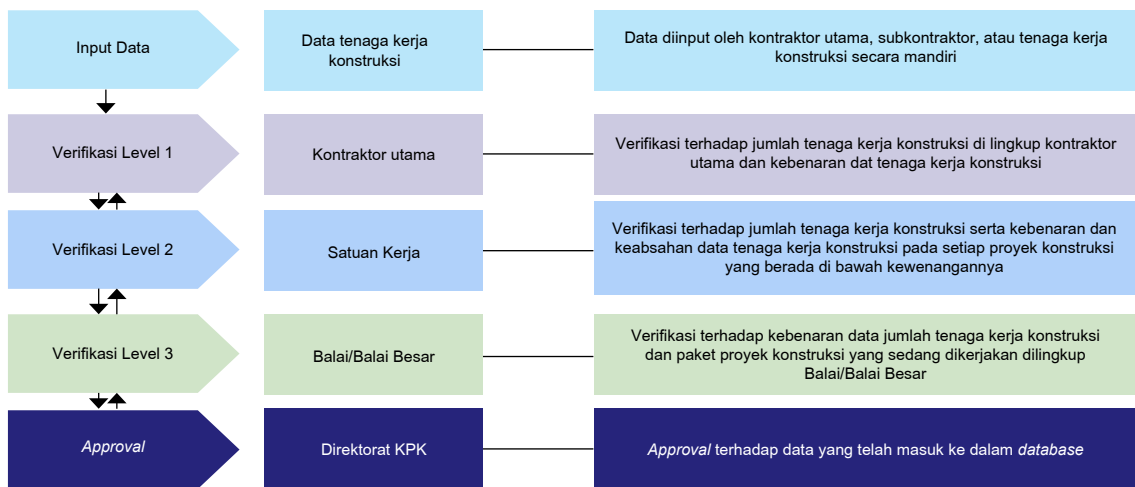 Input Data
Data tenaga kerja
konstruksi
Data diinput oleh kontraktor utama, subkontraktor, atau tenaga kerja
konstruksi secara mandiri
Verifikasi Level 1
Kontraktor utama
Verifikasi terhadap jumlah tenaga kerja konstruksi di lingkup kontraktor
utama dan kebenaran dat tenaga kerja konstruksi
Verifikasi Level 2
Satuan Kerja
Verifikasi terhadap jumlah tenaga kerja konstruksi serta kebenaran dan
keabsahan data tenaga kerja konstruksi pada setiap proyek konstruksi
yang berada di bawah kewenangannya
Verifikasi Level 3
Balai/Balai Besar
Verifikasi terhadap kebenaran data jumlah tenaga kerja konstruksi
dan paket proyek konstruksi yang sedang dikerjakan dilingkup
Balai/Balai Besar
Approval
Direktorat KPK
Approval terhadap data yang telah masuk ke dalam database